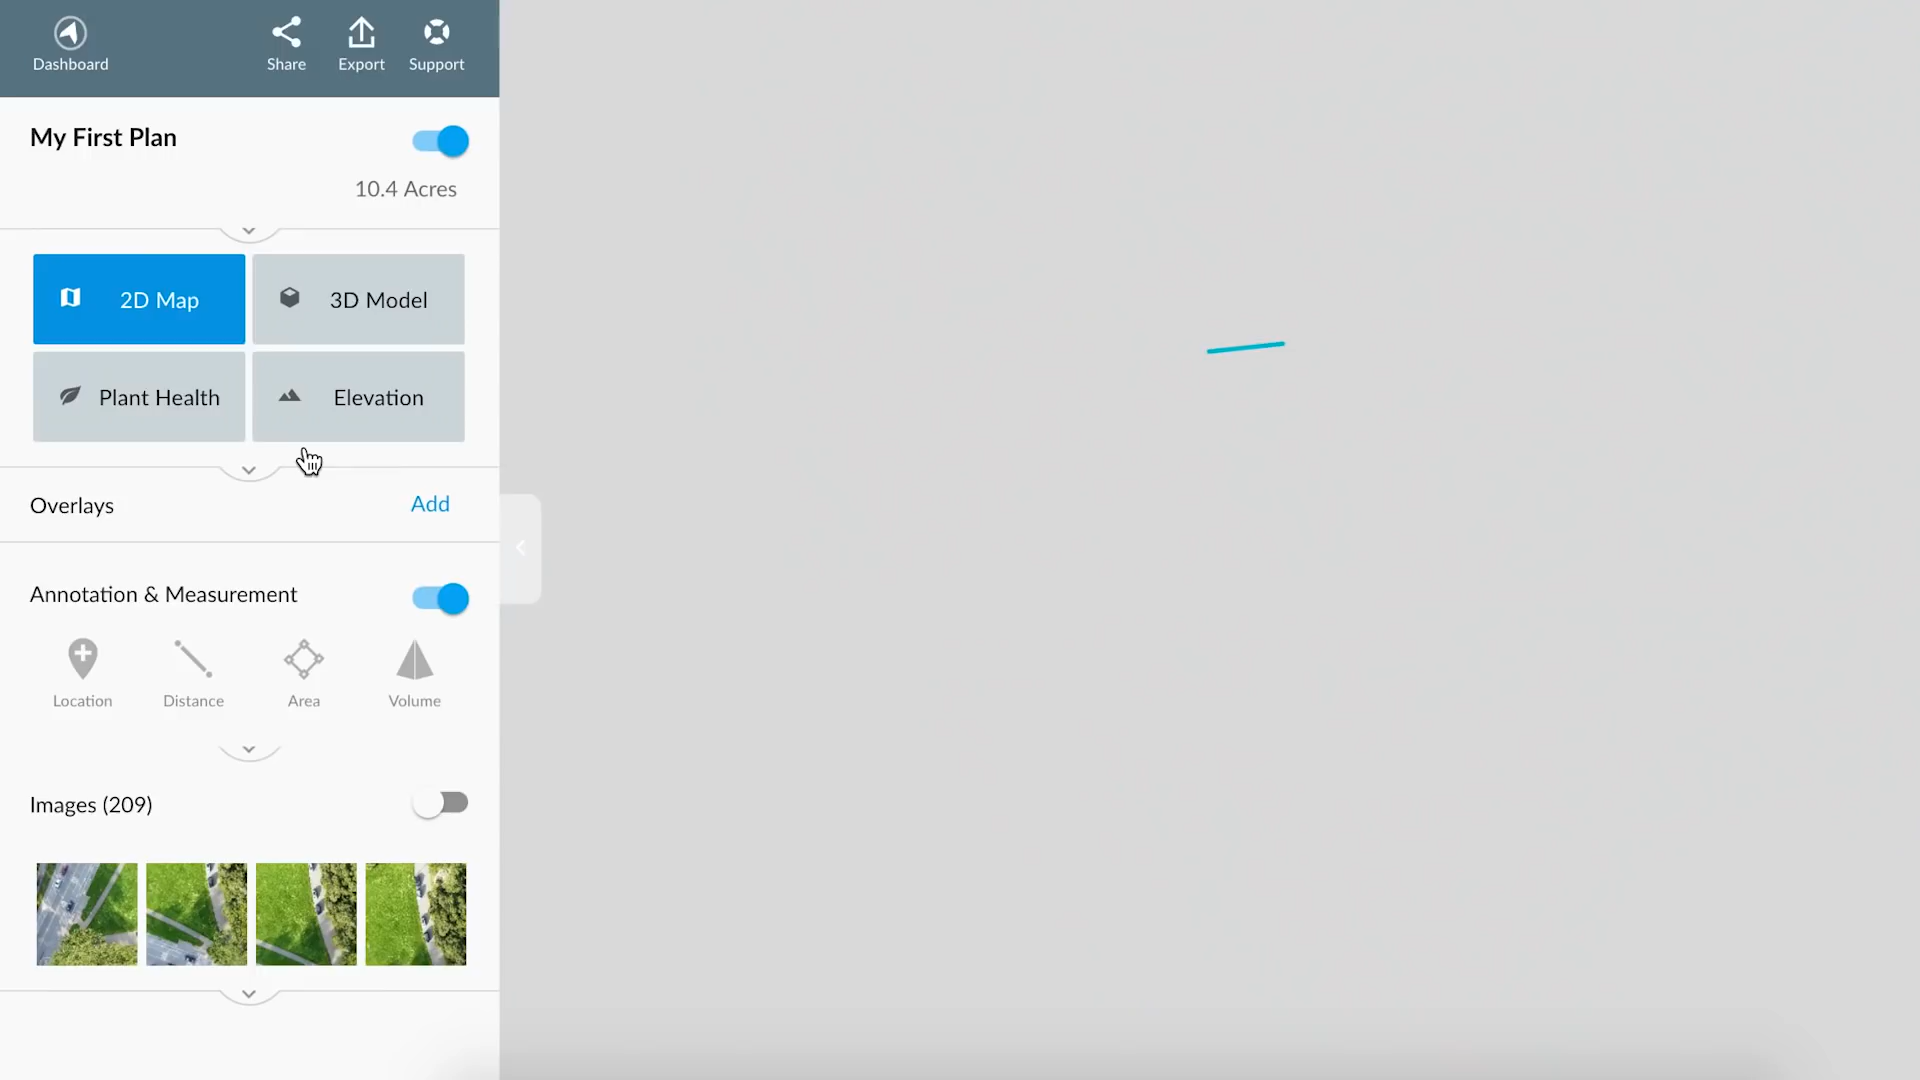 Dashboard
Share
Export
Support
My First Plan
10.4 Acres
2D Map
3D Model
Plant Health
Elevation
Overlays
Add
Annotation & Measurement
Location
Distance
Area
Volume
Images (209)